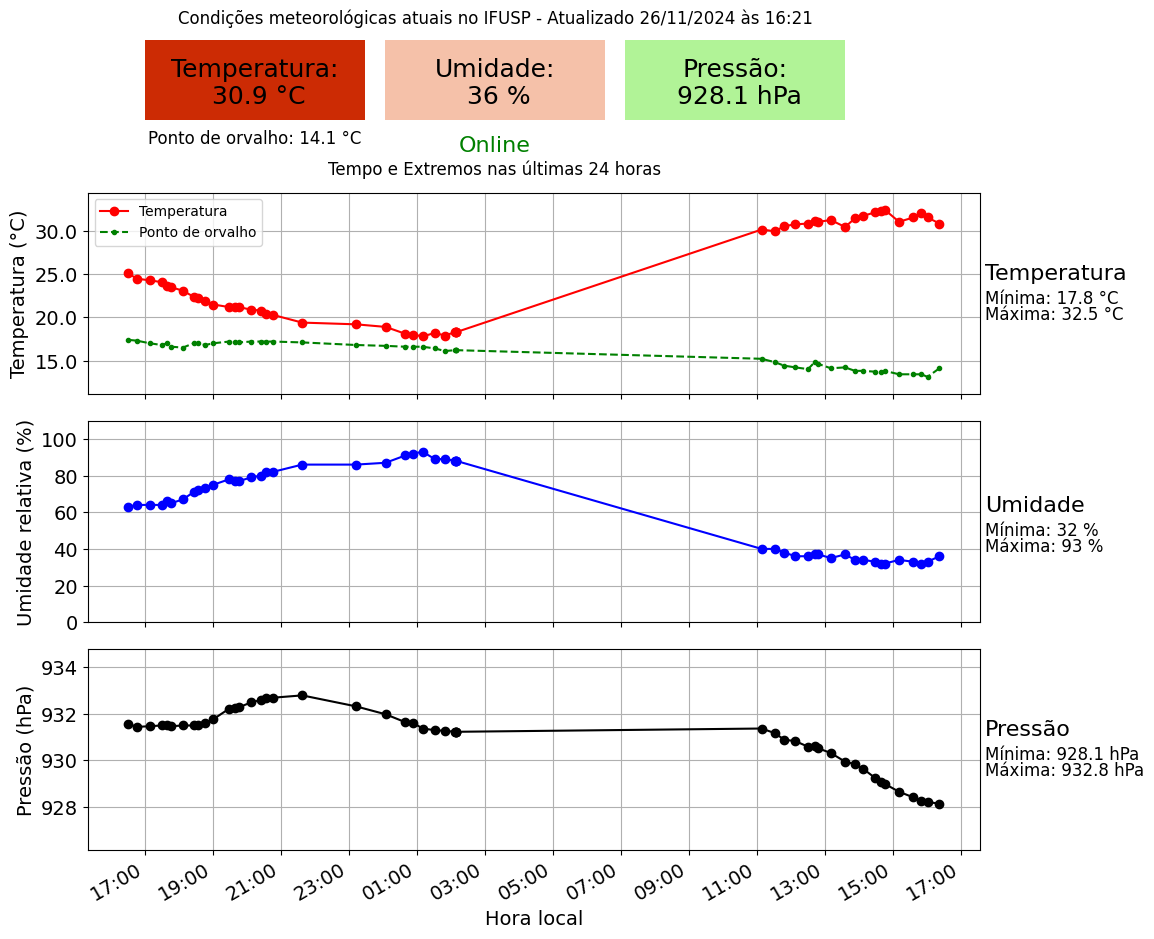 Condições meteorológicas atuais no IFUSP - Atualizado 26/11/2024 às 16:21
Temperatura:
30.9 °C
Umidade:
36 %
Pressão:
928.1 hPa
Ponto de orvalho: 14.1 °C
Online
Tempo e Extremos nas últimas 24 horas
Temperatura (°C)
30.0
25.0
20.0
15.0
Temperatura
Ponto de orvalho
Temperatura
Mínima: 17.8 °C
Máxima: 32.5 °C
Umidade relativa (%)
100
80
60
40
20
0
Umidade
Mínima: 32 %
Máxima: 93 %
Pressão (hPa)
934
932
930
928
Pressão
Mínima: 928.1 hPa
Máxima: 932.8 hPa
17:00 19:00 21:00 23:00 01:00 03:00 05:00 07:00 09:00 11:00 13:00 15:00 17:00
Hora local